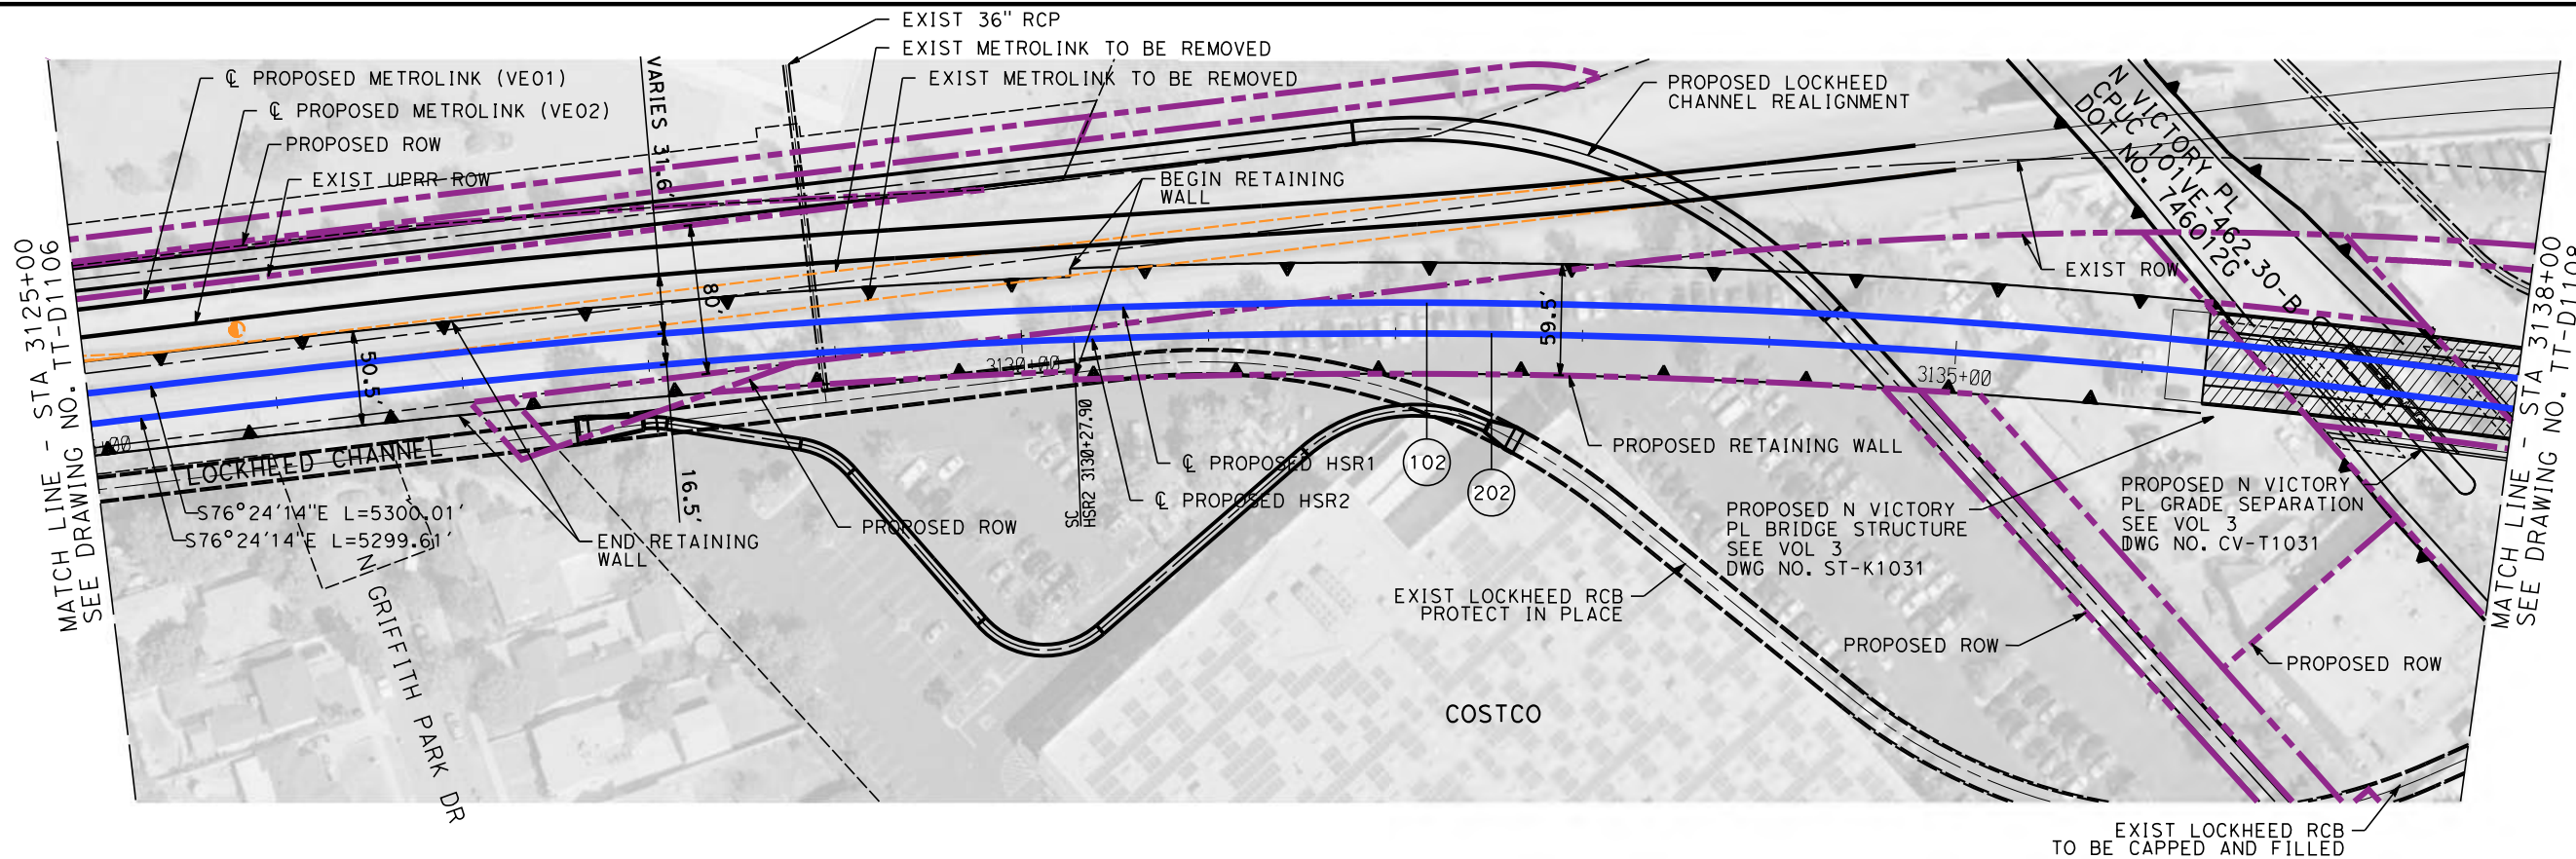 EXIST 36" RCP
EXIST METROLINK TO BE REMOVED
EXIST METROLINK TO BE REMOVED
℄ PROPOSED METROLINK (VE01)
℄ PROPOSED METROLINK (VE02)
PROPOSED ROW
EXIST UPRR ROW
VARIES 31.6'
80'
50.5'
16.5'
59.5'
BEGIN RETAINING
WALL
PROPOSED LOCKHEED
CHANNEL REALIGNMENT
N VICTORY PL
CPUC 101VE-462.30-B
DOT NO. 746012G
EXIST ROW
MATCH LINE - STA 3125+00
SEE DRAWING NO. TT-D1106
MATCH LINE - STA 3138+00
SEE DRAWING NO. TT-D1108
3130+00
3135+00
+00
LOCKHEED CHANNEL
S76°24'14"E L=5300.01'
S76°24'14"E L=5299.61'
END RETAINING
WALL
N GRIFFITH PARK DR
PROPOSED ROW
SC
HSR2 3130+27.90
℄ PROPOSED HSR1
℄ PROPOSED HSR2
102
202
PROPOSED RETAINING WALL
PROPOSED N VICTORY
PL BRIDGE STRUCTURE
SEE VOL 3
DWG NO. ST-K1031
PROPOSED N VICTORY
PL GRADE SEPARATION
SEE VOL 3
DWG NO. CV-T1031
EXIST LOCKHEED RCB
PROTECT IN PLACE
PROPOSED ROW
PROPOSED ROW
COSTCO
EXIST LOCKHEED RCB
TO BE CAPPED AND FILLED